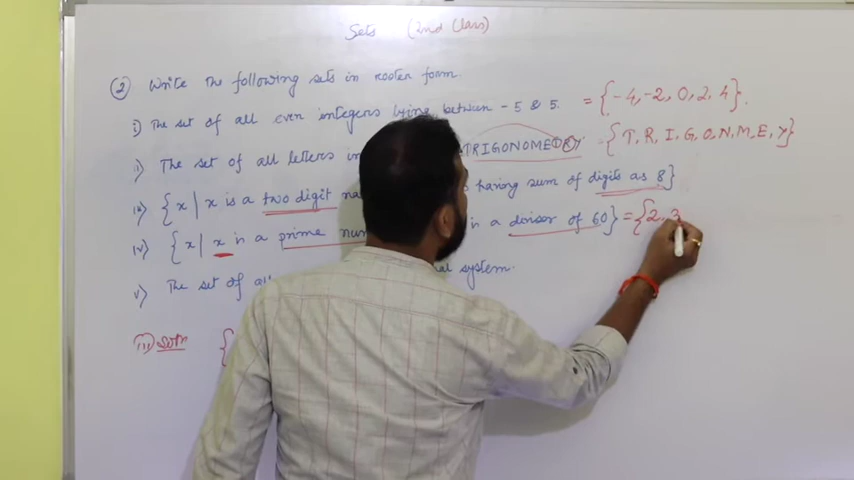 Sets (2nd Class)
② Write the following sets in roster form.
i) The set of all even integers lying between -5 & 5. = {-4, -2, 0, 2, 4}.
ii) The set of all letters in TRIGONOMETRY = {T, R, I, G, O, N, M, E, Y}
iii) {x | x is a two digit having sum of digits as 8}
iv) {x | x is a prime num is a divisor of 60} = {2, 3
v) The set of all system.
(iii) Soln {